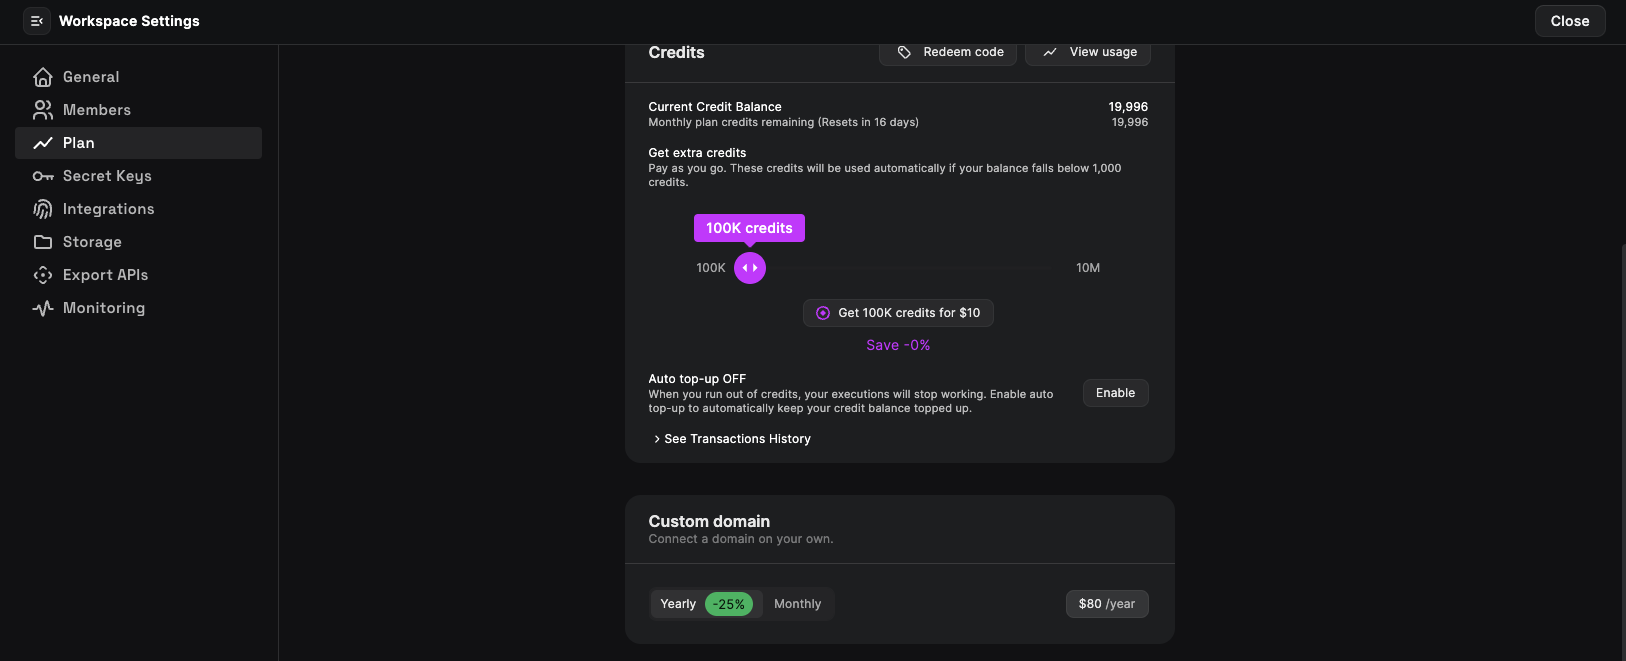 Workspace Settings
Close
General
Members
Plan
Secret Keys
Integrations
Storage
Export APIs
Monitoring
Credits
Redeem code
View usage
Current Credit Balance
19,996
Monthly plan credits remaining (Resets in 16 days)
19,996
Get extra credits
Pay as you go. These credits will be used automatically if your balance falls below 1,000
credits.
100K credits
100K
10M
Get 100K credits for $10
Save -0%
Auto top-up OFF
When you run out of credits, your executions will stop working. Enable auto
top-up to automatically keep your credit balance topped up.
Enable
See Transactions History
Custom domain
Connect a domain on your own.
Yearly -25% Monthly
$80 /year